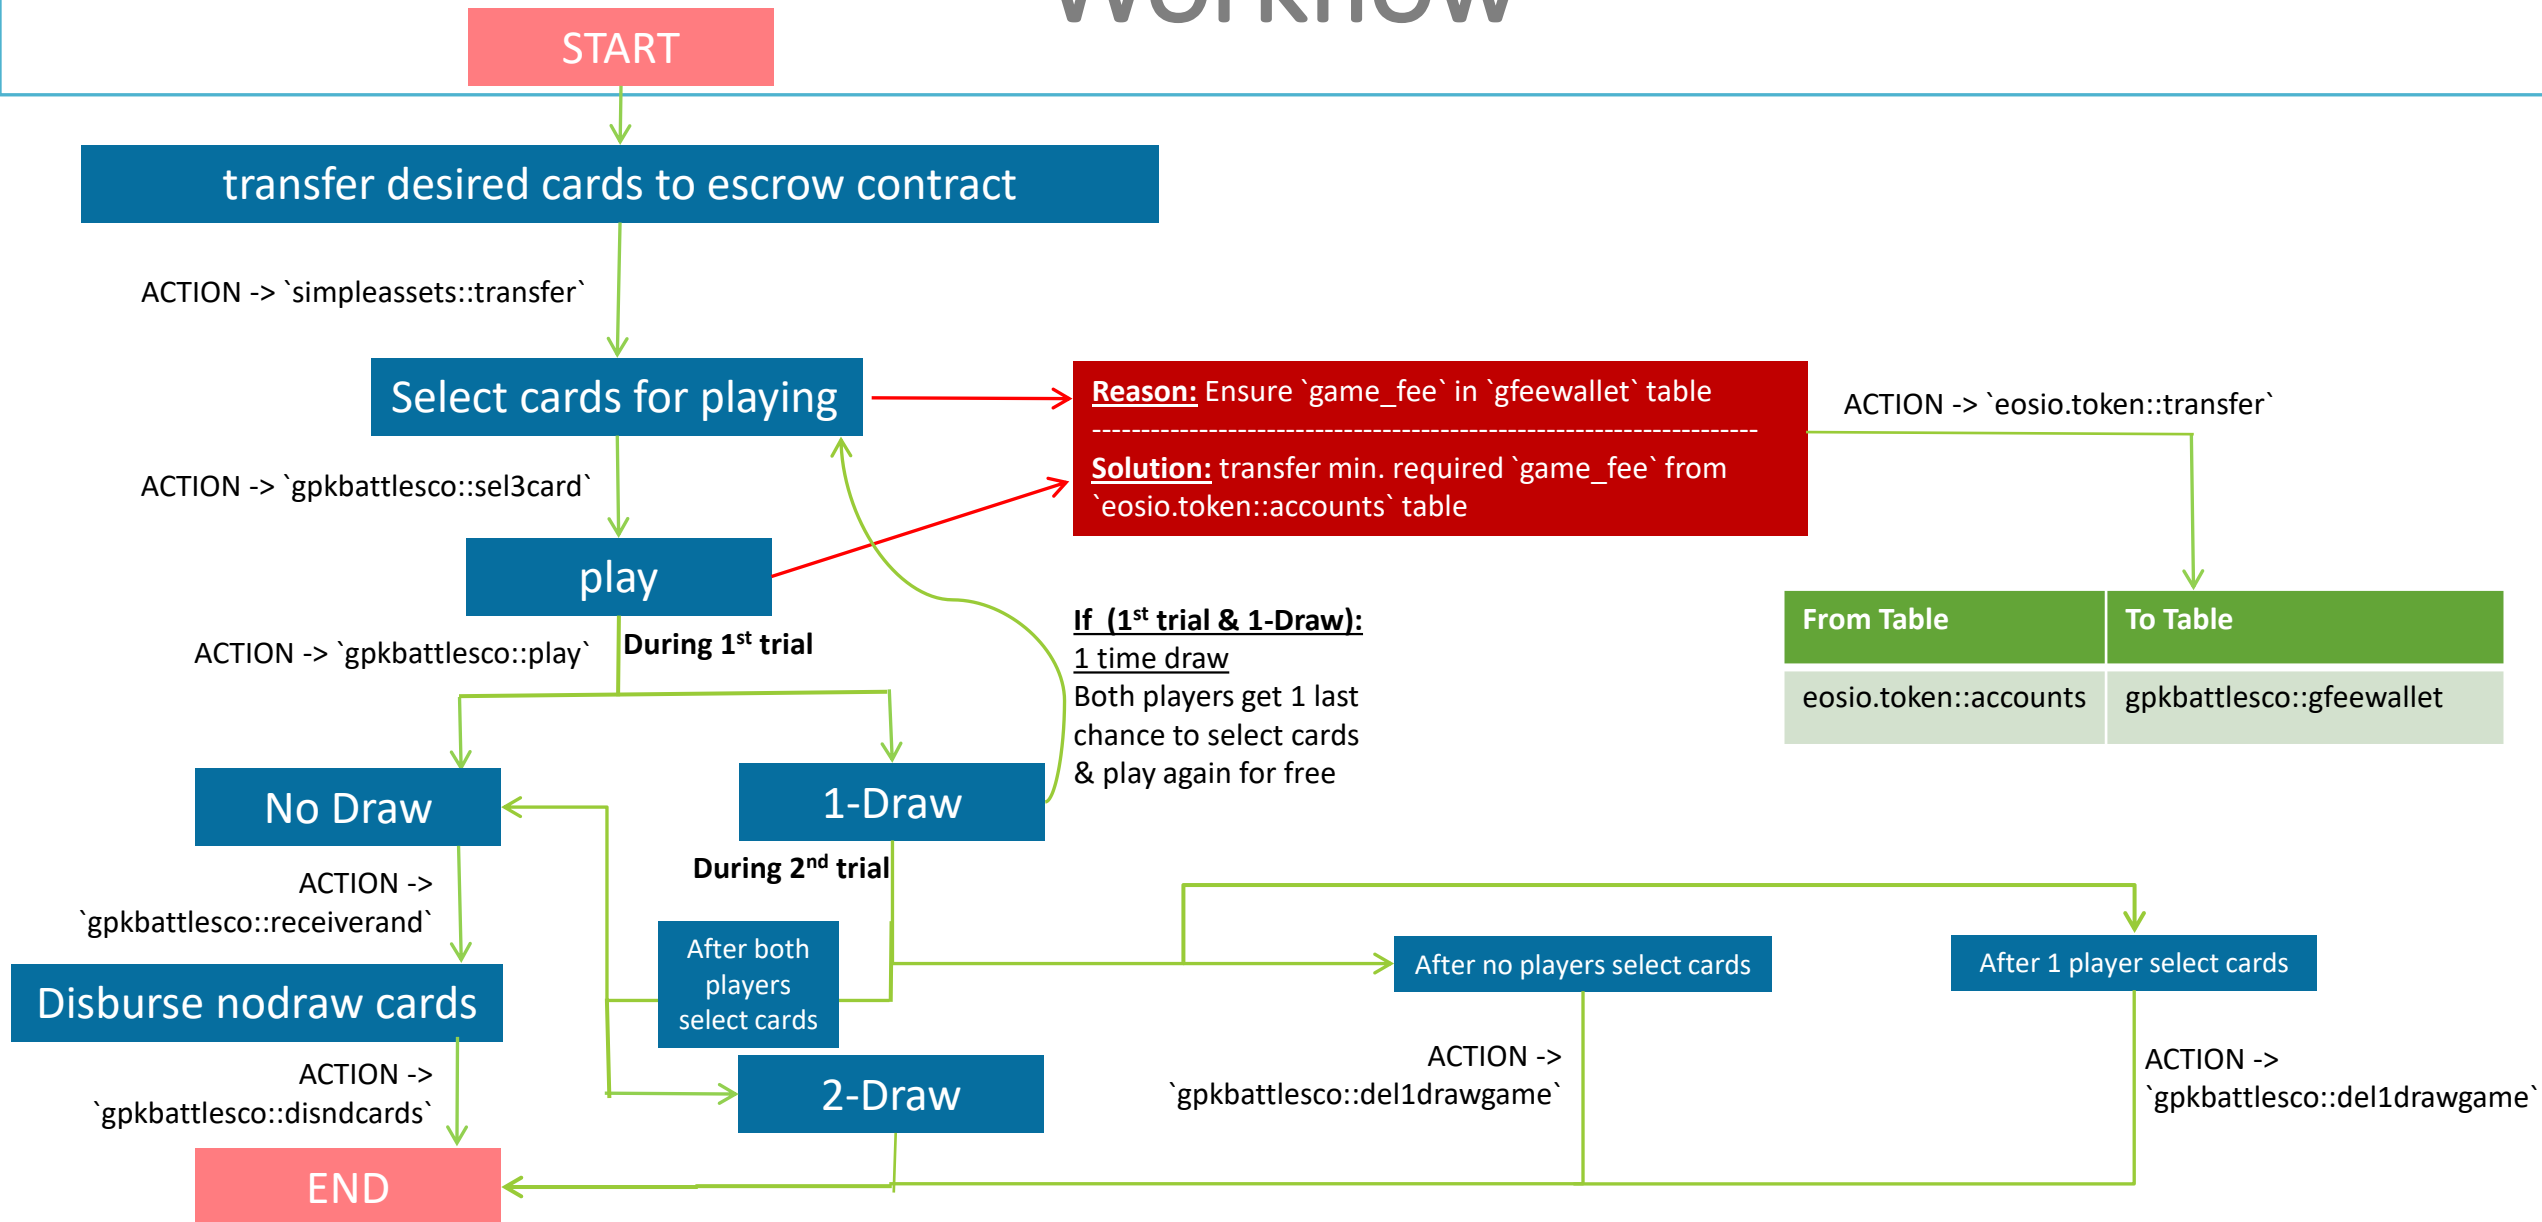 Workflow
START
transfer desired cards to escrow contract
ACTION -> `simpleassets::transfer`
Select cards for playing
Reason: Ensure `game_fee` in `gfeewallet` table
--------------------------------------------------------------------
Solution: transfer min. required `game_fee` from
`eosio.token::accounts` table
ACTION -> `eosio.token::transfer`
ACTION -> `gpkbattlesco::sel3card`
play
From Table To Table
eosio.token::accounts gpkbattlesco::gfeewallet
ACTION -> `gpkbattlesco::play`
During 1st trial
If (1st trial & 1-Draw):
1 time draw
Both players get 1 last
chance to select cards
& play again for free
No Draw
1-Draw
During 2nd trial
ACTION ->
`gpkbattlesco::receiverand`
After both
players
select cards
After no players select cards
After 1 player select cards
Disburse nodraw cards
ACTION ->
`gpkbattlesco::disndcards`
2-Draw
ACTION ->
`gpkbattlesco::del1drawgame`
ACTION ->
`gpkbattlesco::del1drawgame`
END